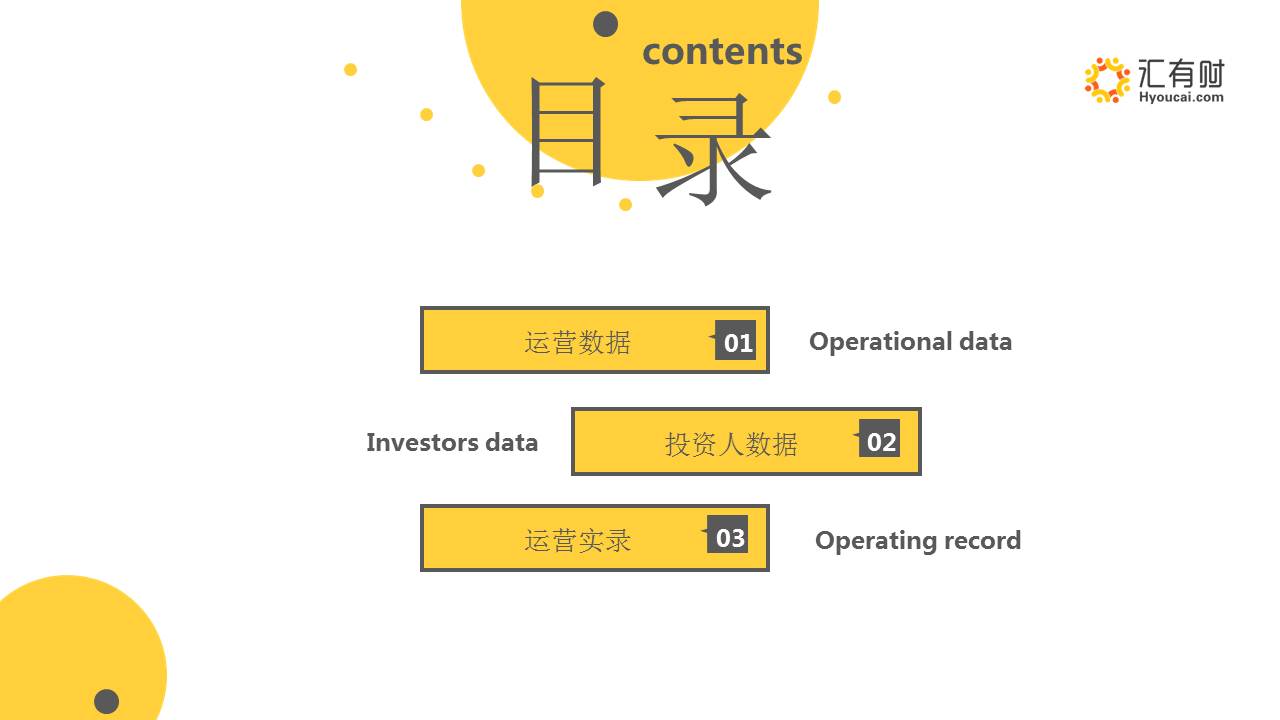 contents
目录
汇有财
Hyoucai.com
运营数据 01 Operational data
Investors data 投资人数据 02
运营实录 03 Operating record